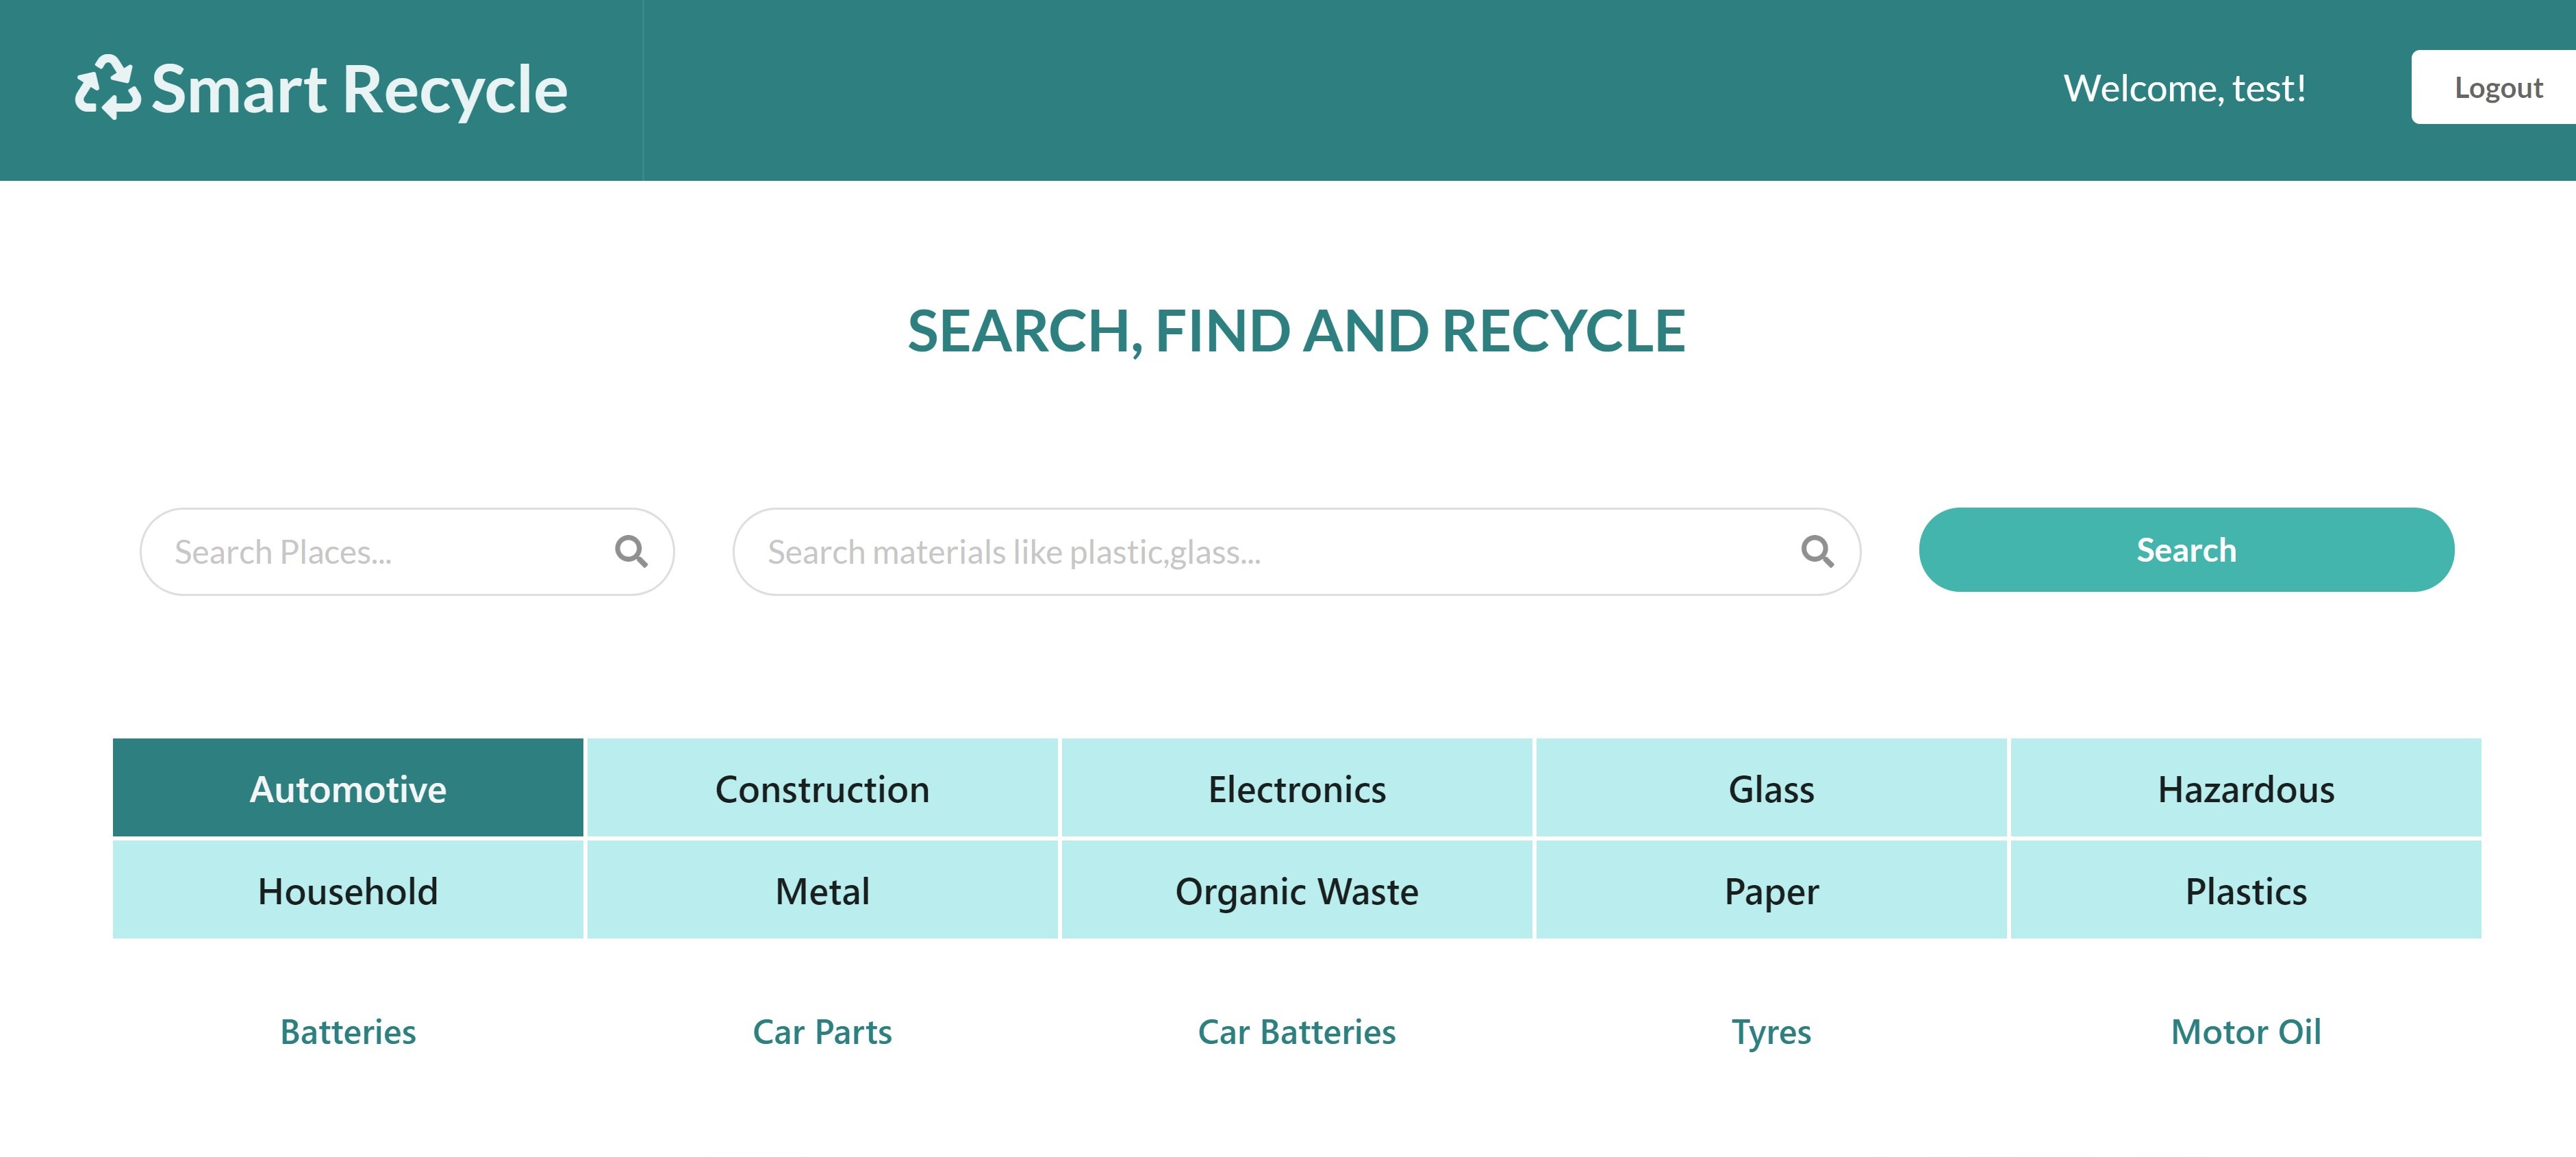 Smart Recycle
Welcome, test!
Logout
SEARCH, FIND AND RECYCLE
Search Places...
Search materials like plastic,glass...
Search
Automotive
Construction
Electronics
Glass
Hazardous
Household
Metal
Organic Waste
Paper
Plastics
Batteries
Car Parts
Car Batteries
Tyres
Motor Oil